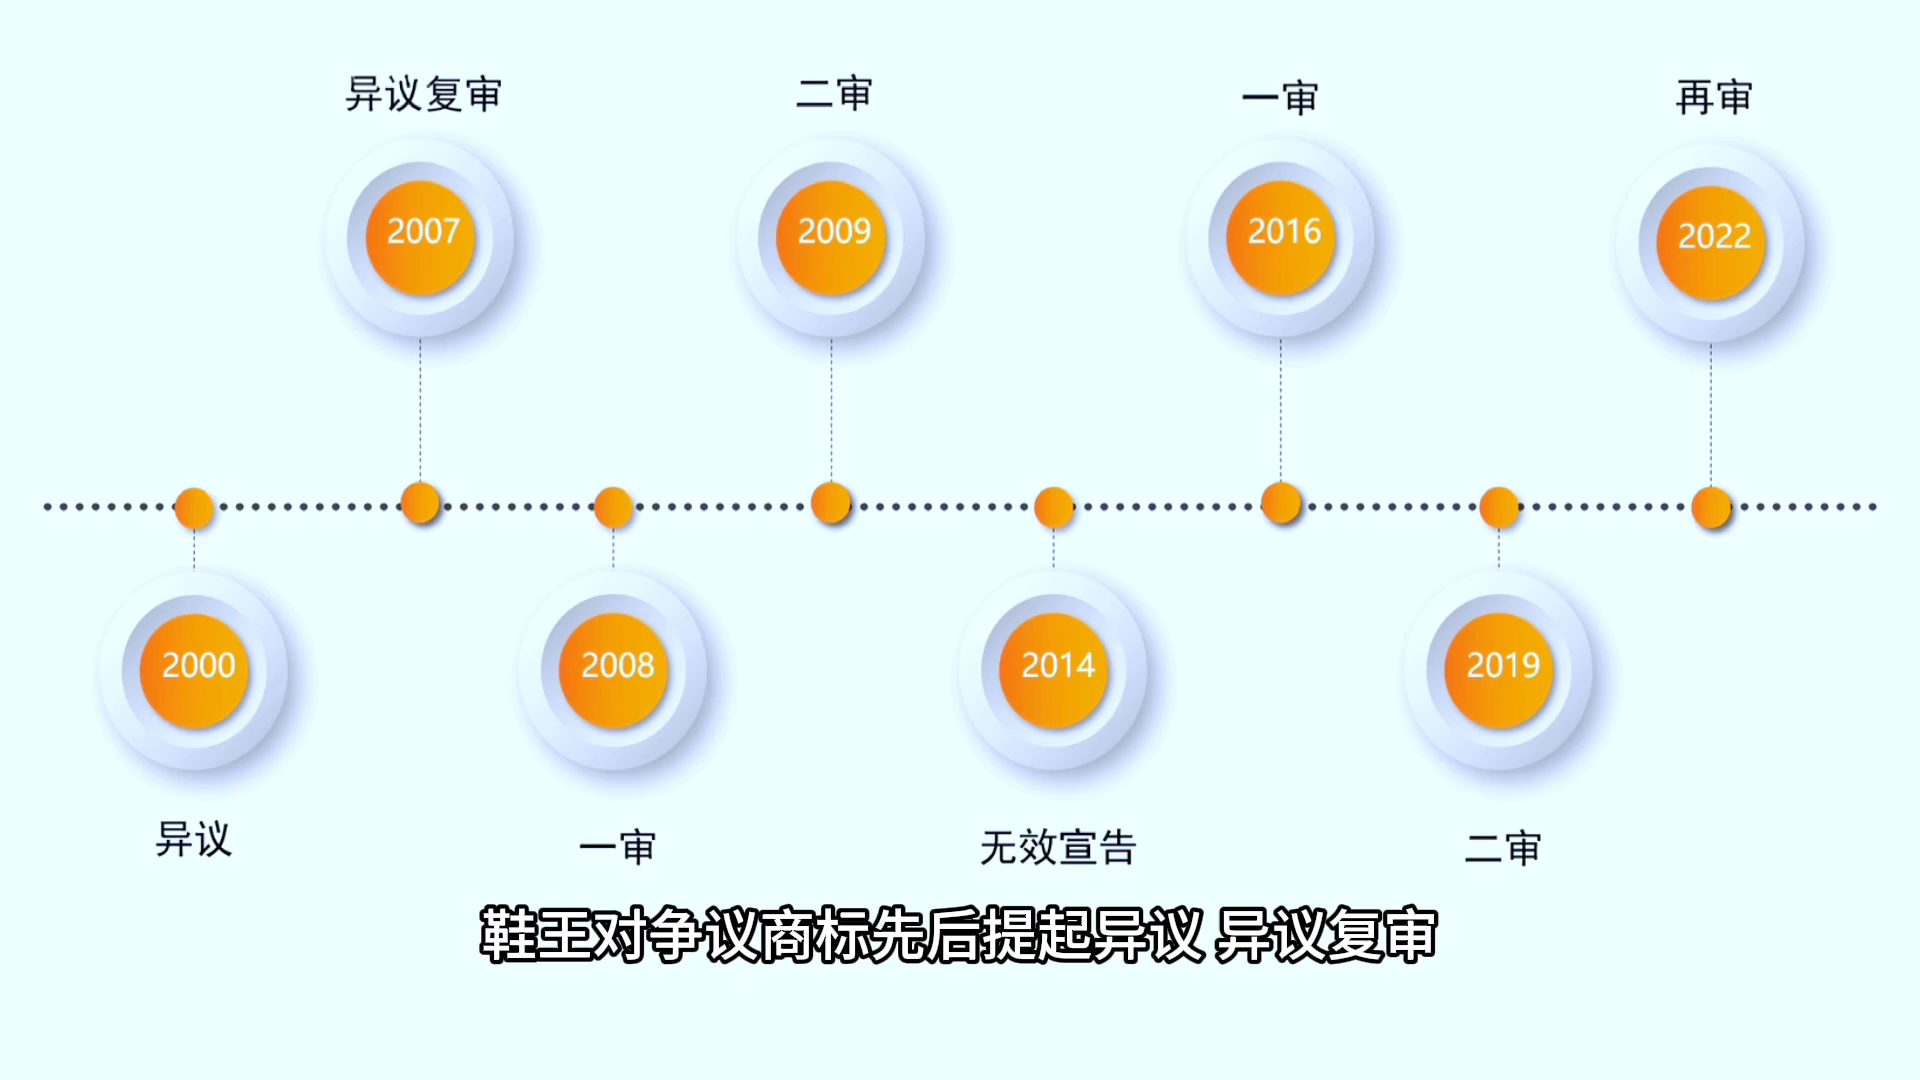 异议复审
二审
一审
再审
2007
2009
2016
2022
2000
2008
2014
2019
异议
一审
无效宣告
二审
鞋王对争议商标先后提起异议 异议复审